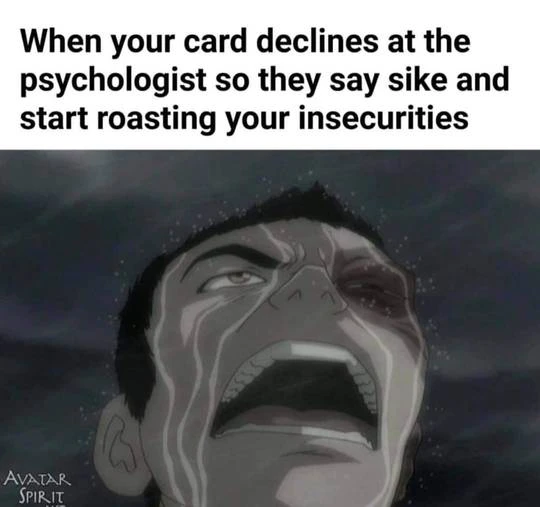 When your card declines at the
psychologist so they say sike and
start roasting your insecurities
AVATAR
SPIRIT